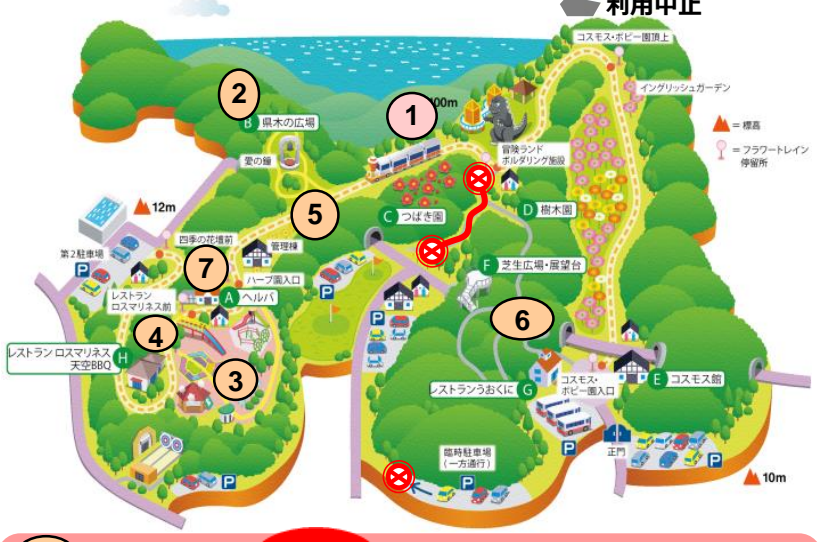 利用中止
コスモス・ポピー園頂上
イングリッシュガーデン
2
1
00m
B 県木の広場
= 標高
= フラワートレイン
停留所
冒険ランド
ボルダリング施設
愛の鐘
12m
5
C つばき園
D 樹木園
四季の花壇前
管理棟
第2駐車場
P
7
ハーブ園入口
F 芝生広場・展望台
レストラン
ロスマリネス前
A ヘルバ
P
P
6
4
レストラン ロスマリネス
天空BBQ
H
3
レストランうおくに G
コスモス・
ポピー園入口
E コスモス館
臨時駐車場
(一方通行)
正門
P
P
P
P
10m